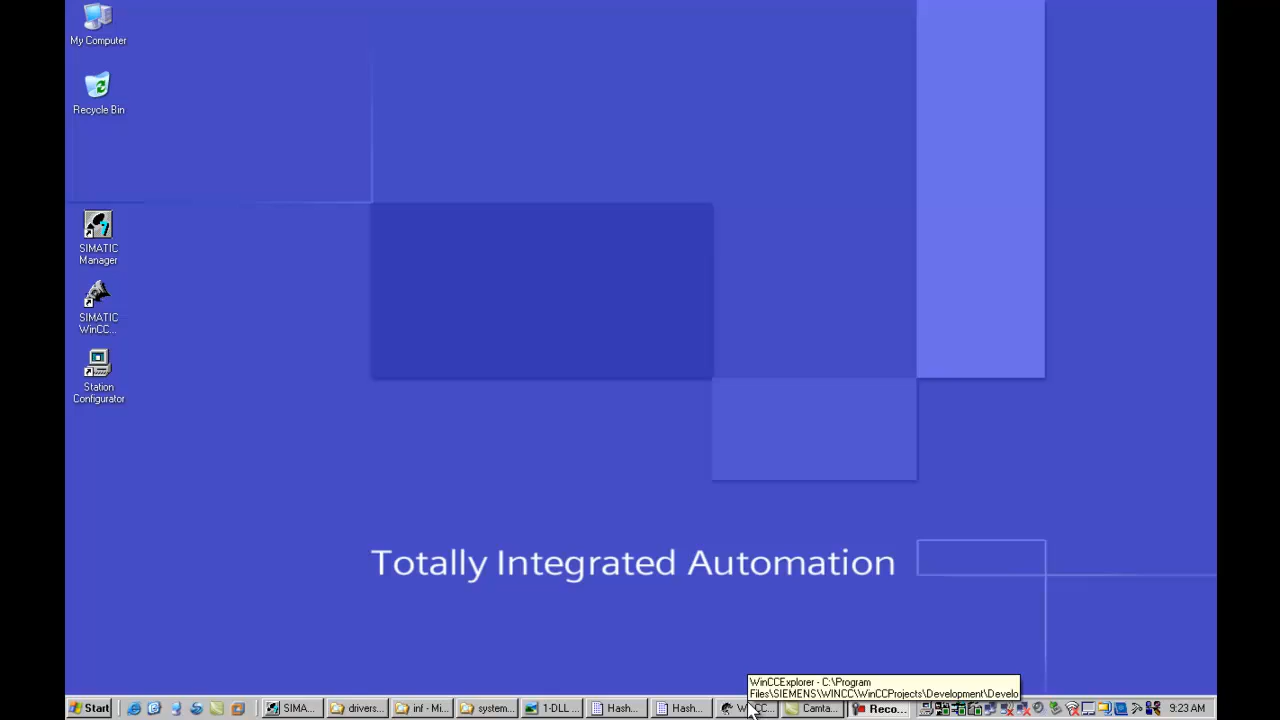 My Computer
Recycle Bin
SIMATIC
Manager
SIMATIC
WinCC...
Station
Configurator
Totally Integrated Automation
WinCCExplorer - C:\Program
Files\SIEMENS\WINCC\WinCCProjects\Development\Develo
Start
SIMA...
drivers...
inf - Mi...
system...
1-DLL ...
Hash...
Hash...
Camta...
Reco...
9:23 AM